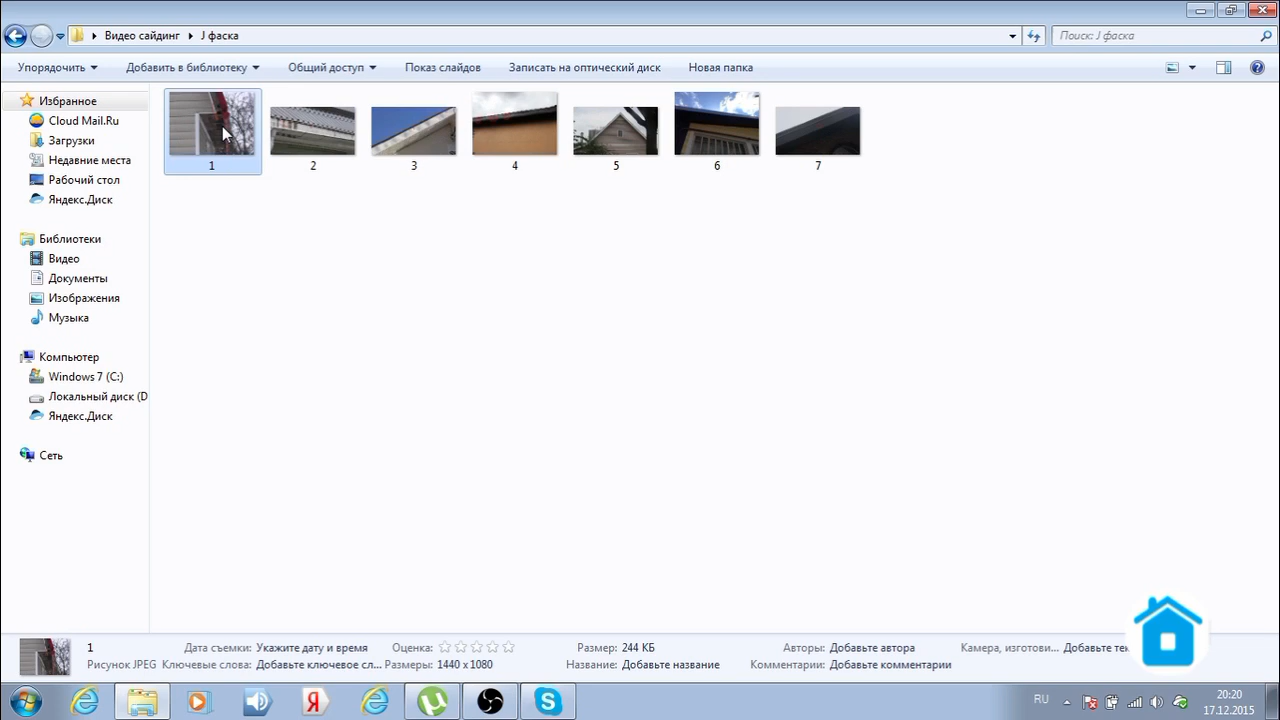 Видео сайдинг J фаска
Поиск: J фаска
Упорядочить Добавить в библиотеку Общий доступ Показ слайдов Записать на оптический диск Новая папка
Избранное
Cloud Mail.Ru
Загрузки
Недавние места
Рабочий стол
Яндекс.Диск
Библиотеки
Видео
Документы
Изображения
Музыка
Компьютер
Windows 7 (C:)
Локальный диск (D
Яндекс.Диск
Сеть
1 2 3 4 5 6 7
1 Дата съемки: Укажите дату и время Оценка: Размер: 244 КБ Авторы: Добавьте автора Камера, изготови... Добавьте тек
Рисунок JPEG Ключевые слова: Добавьте ключевое сл... Размеры: 1440 x 1080 Название: Добавьте название Комментарии: Добавьте комментарии
Я
S
RU
20:20
17.12.2015